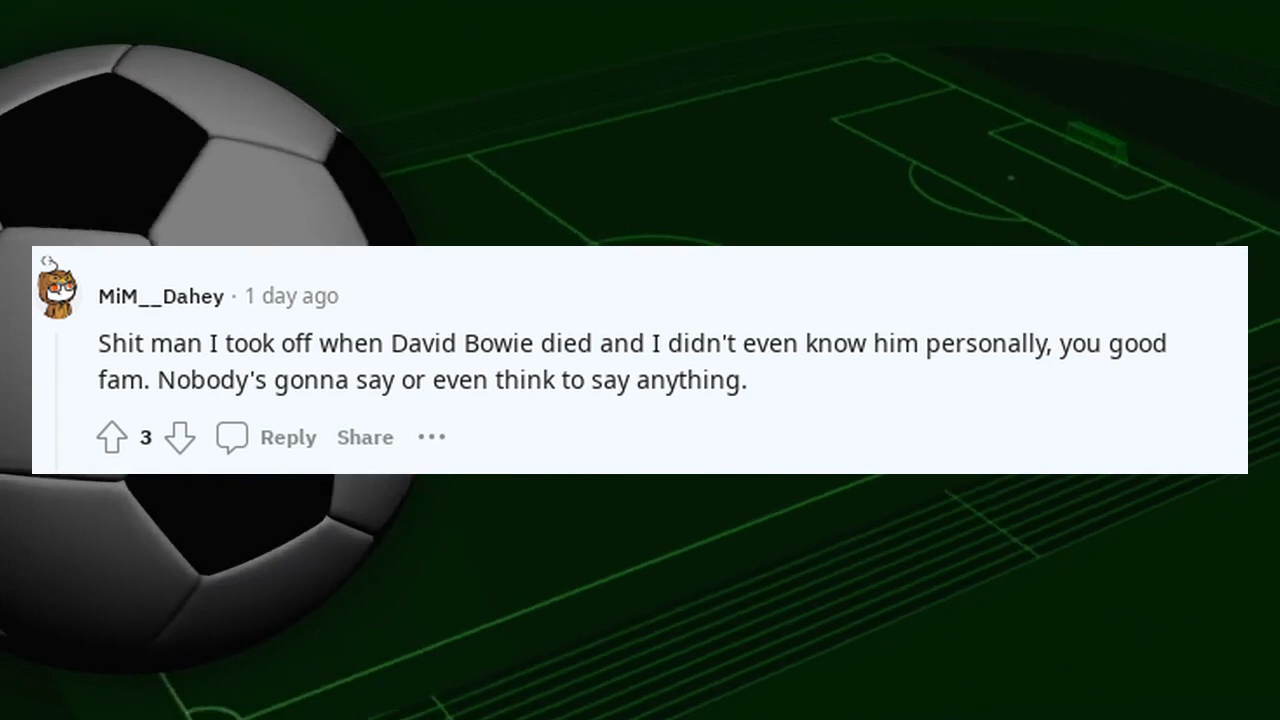 MiM__Dahey · 1 day ago
Shit man I took off when David Bowie died and I didn't even know him personally, you good
fam. Nobody's gonna say or even think to say anything.
3 Reply Share •••